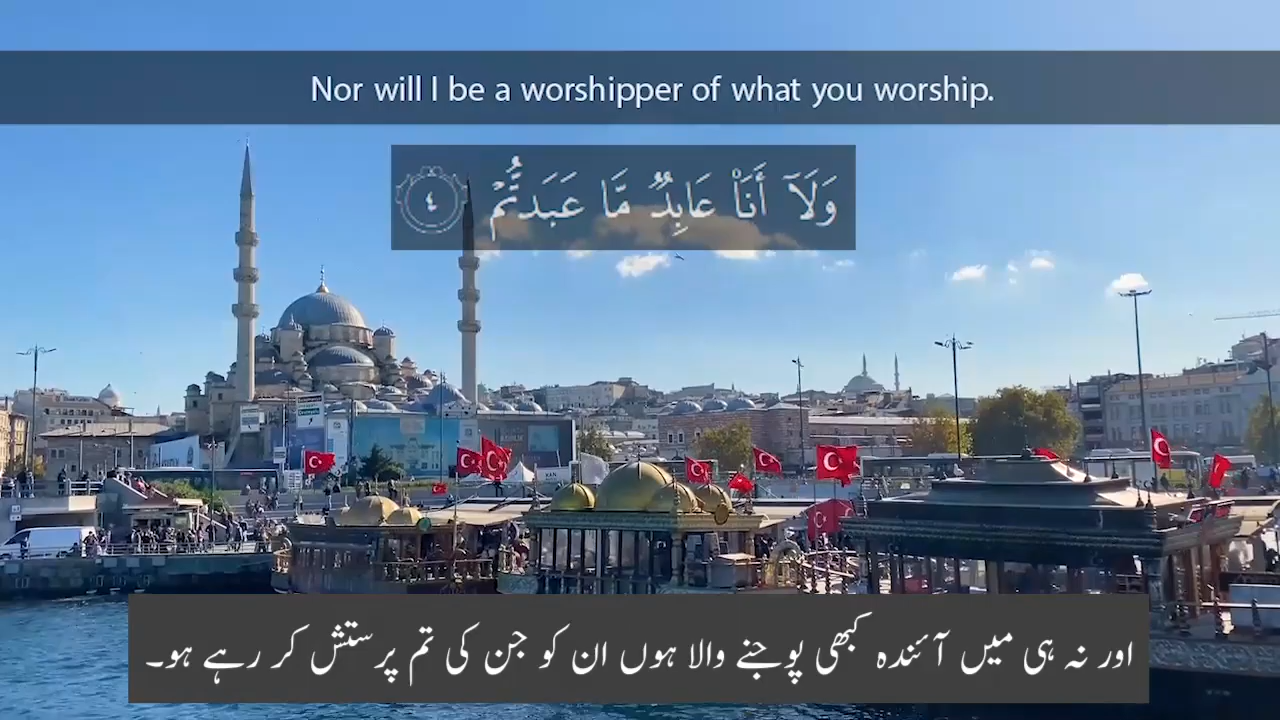 Nor will I be a worshipper of what you worship.
وَلَآ أَنَا۠ عَابِدٌ مَّا عَبَدتُّمْ ٤
اور نہ ہی میں آئندہ کبھی پوجنے والا ہوں ان کو جن کی تم پرستش کر رہے ہو۔